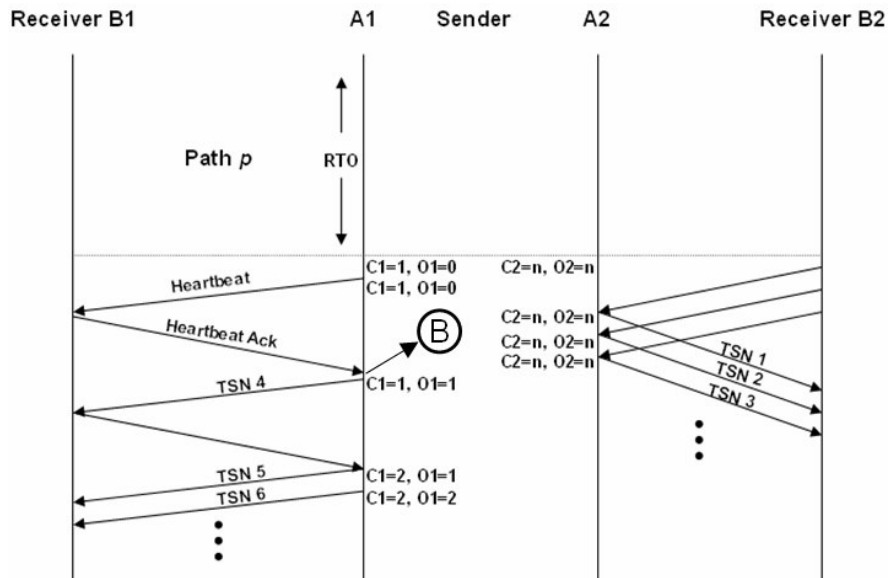 Receiver B1 A1 Sender A2 Receiver B2
Path p
RTO
C1=1, O1=0 C2=n, O2=n
Heartbeat
C1=1, O1=0
C2=n, O2=n
B
Heartbeat Ack
C2=n, O2=n
C2=n, O2=n
TSN 1
TSN 2
TSN 3
TSN 4
C1=1, O1=1
TSN 5
C1=2, O1=1
TSN 6
C1=2, O1=2